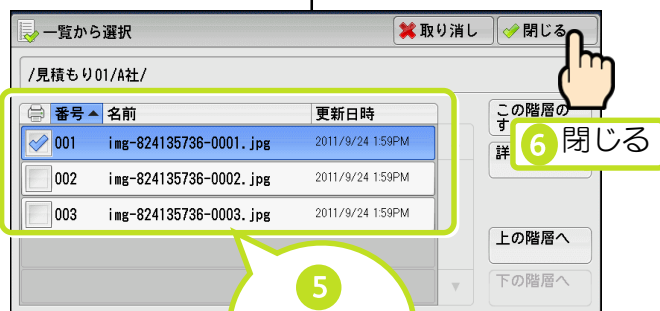 一覧から選択
取り消し
閉じる
/見積もり01/A社/
番号 名前 更新日時
001 img-824135736-0001.jpg 2011/9/24 1:59PM
002 img-824135736-0002.jpg 2011/9/24 1:59PM
003 img-824135736-0003.jpg 2011/9/24 1:59PM
この階層の
す
詳
6 閉じる
上の階層へ
下の階層へ
5